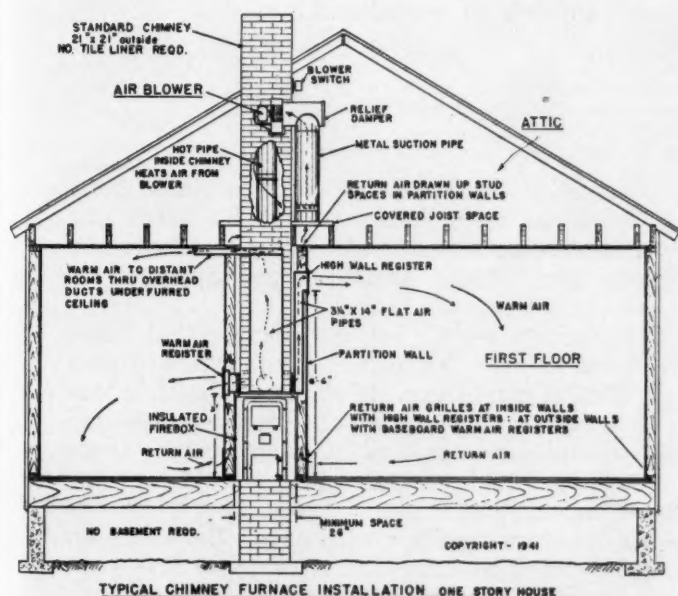 STANDARD CHIMNEY
21"x 21" outside
NO. TILE LINER REQD.
AIR BLOWER
BLOWER
SWITCH
RELIEF
DAMPER
ATTIC
HOT PIPE
INSIDE CHIMNEY
HEATS AIR FROM
BLOWER
METAL SUCTION PIPE
RETURN AIR DRAWN UP STUD
SPACES IN PARTITION WALLS
COVERED JOIST SPACE
WARM AIR TO DISTANT
ROOMS THRU OVERHEAD
DUCTS UNDER FURRED
CEILING
HIGH WALL REGISTER
WARM AIR
3¼" X 14" FLAT AIR
PIPES
WARM AIR
REGISTER
PARTITION WALL
FIRST FLOOR
6'-6"
INSULATED
FIREBOX
RETURN AIR GRILLES AT INSIDE WALLS
WITH HIGH WALL REGISTERS: AT OUTSIDE WALLS
WITH BASEBOARD WARM AIR REGISTERS
RETURN AIR
RETURN AIR
NO BASEMENT REQD.
MINIMUM SPACE
26"
COPYRIGHT - 1941
TYPICAL CHIMNEY FURNACE INSTALLATION ONE STORY HOUSE